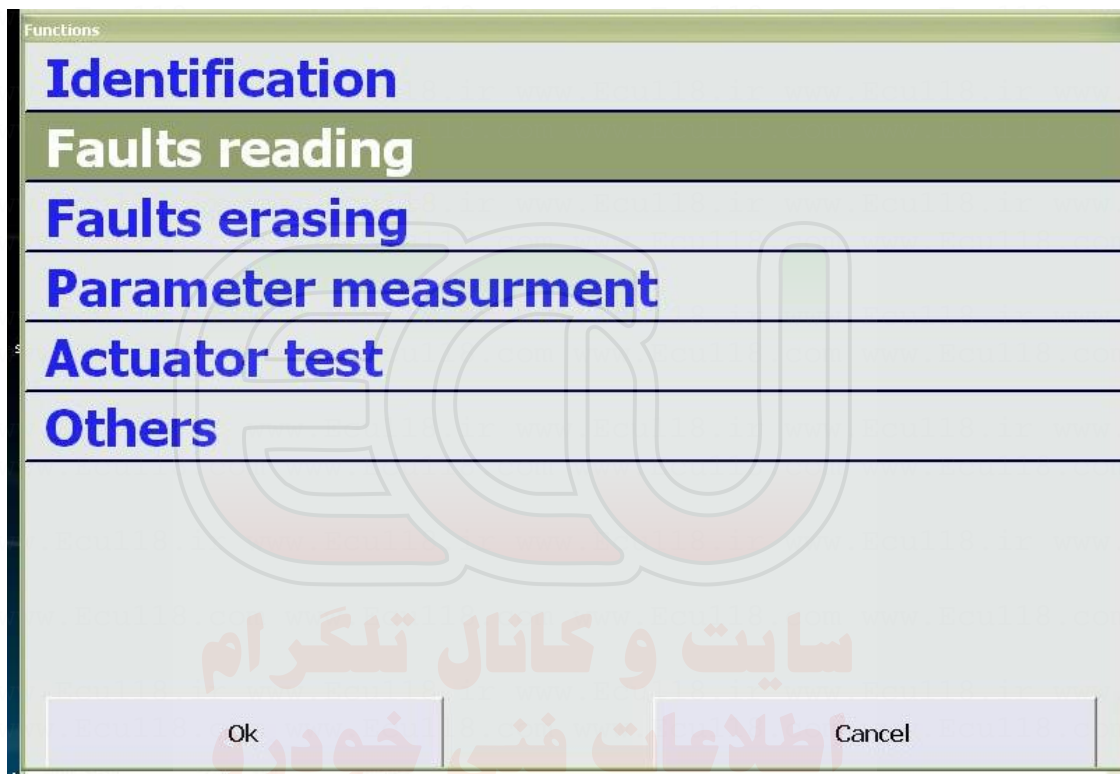 Functions
Identification
Faults reading
Faults erasing
Parameter measurment
Actuator test
Others
ECU
سایت و کانال تلگرام
Ok
Cancel
اطلاعات فنی خودرو